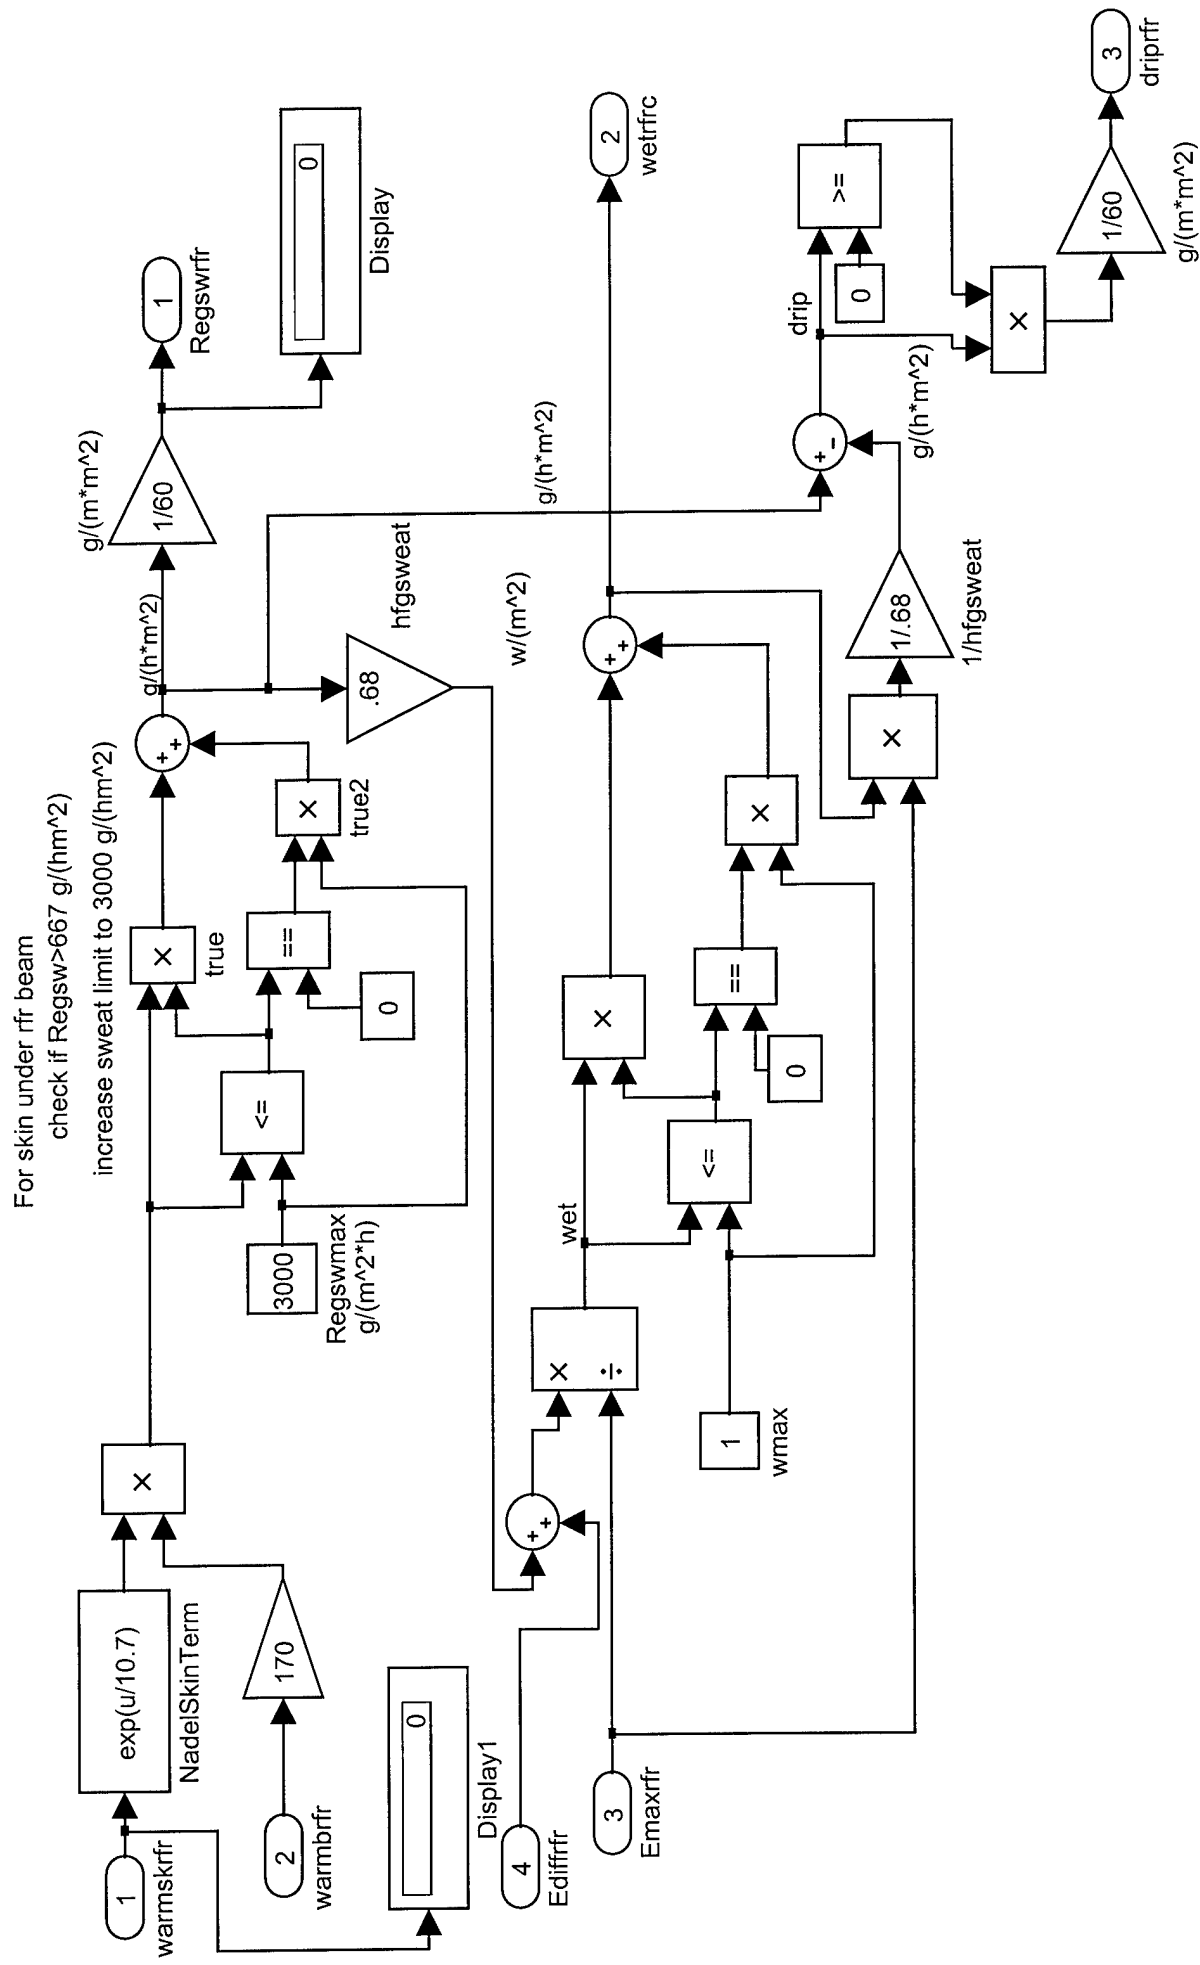 For skin under rfr beam
check if Regsw>667 g/(hm^2)
increase sweat limit to 3000 g/(hm^2)
1
warmskrfr
exp(u/10.7)
NadelSkinTerm
2
warmbrfr
170
×
3000
Regswmax
g/(m^2*h)
<=
0
==
×
true
×
true2
+
+
g/(h*m^2)
1/60
g/(m*m^2)
1
Regswrfr
0
Display
.68
hfgsweat
0
Display1
4
Ediffrfr
3
Emaxrfr
+
+
×
÷
wet
1
wmax
<=
0
==
×
×
+
+
w/(m^2)
g/(h*m^2)
2
wetrfrc
×
1/.68
1/hfgsweat
+
-
g/(h*m^2)
drip
0
>=
×
1/60
g/(m*m^2)
3
driprfr